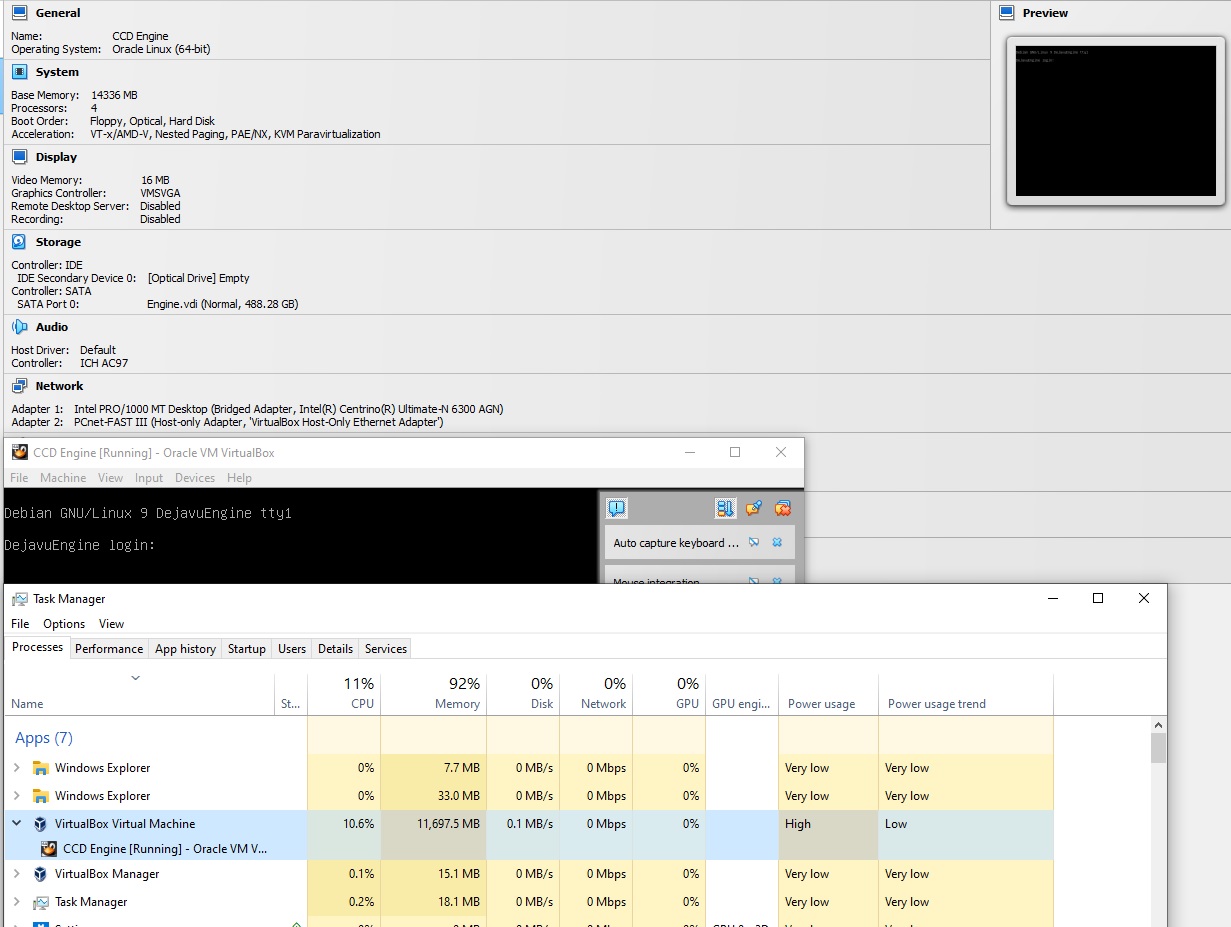 General
Name: CCD Engine
Operating System: Oracle Linux (64-bit)
System
Base Memory: 14336 MB
Processors: 4
Boot Order: Floppy, Optical, Hard Disk
Acceleration: VT-x/AMD-V, Nested Paging, PAE/NX, KVM Paravirtualization
Display
Video Memory: 16 MB
Graphics Controller: VMSVGA
Remote Desktop Server: Disabled
Recording: Disabled
Storage
Controller: IDE
IDE Secondary Device 0: [Optical Drive] Empty
Controller: SATA
SATA Port 0: Engine.vdi (Normal, 488.28 GB)
Audio
Host Driver: Default
Controller: ICH AC97
Network
Adapter 1: Intel PRO/1000 MT Desktop (Bridged Adapter, Intel(R) Centrino(R) Ultimate-N 6300 AGN)
Adapter 2: PCnet-FAST III (Host-only Adapter, 'VirtualBox Host-Only Ethernet Adapter')
Preview
Debian GNU/Linux 9 DejavuEngine tty1
DejavuEngine login:
CCD Engine [Running] - Oracle VM VirtualBox
File Machine View Input Devices Help
Debian GNU/Linux 9 DejavuEngine tty1
DejavuEngine login:
Auto capture keyboard ...
Mouse integration
Task Manager
File Options View
Processes Performance App history Startup Users Details Services
11% 92% 0% 0% 0%
Name St... CPU Memory Disk Network GPU GPU engi... Power usage Power usage trend
Apps (7)
Windows Explorer 0% 7.7 MB 0 MB/s 0 Mbps 0% Very low Very low
Windows Explorer 0% 33.0 MB 0 MB/s 0 Mbps 0% Very low Very low
VirtualBox Virtual Machine 10.6% 11,697.5 MB 0.1 MB/s 0 Mbps 0% High Low
CCD Engine [Running] - Oracle VM V...
VirtualBox Manager 0.1% 15.1 MB 0 MB/s 0 Mbps 0% Very low Very low
Task Manager 0.2% 18.1 MB 0 MB/s 0 Mbps 0% Very low Very low